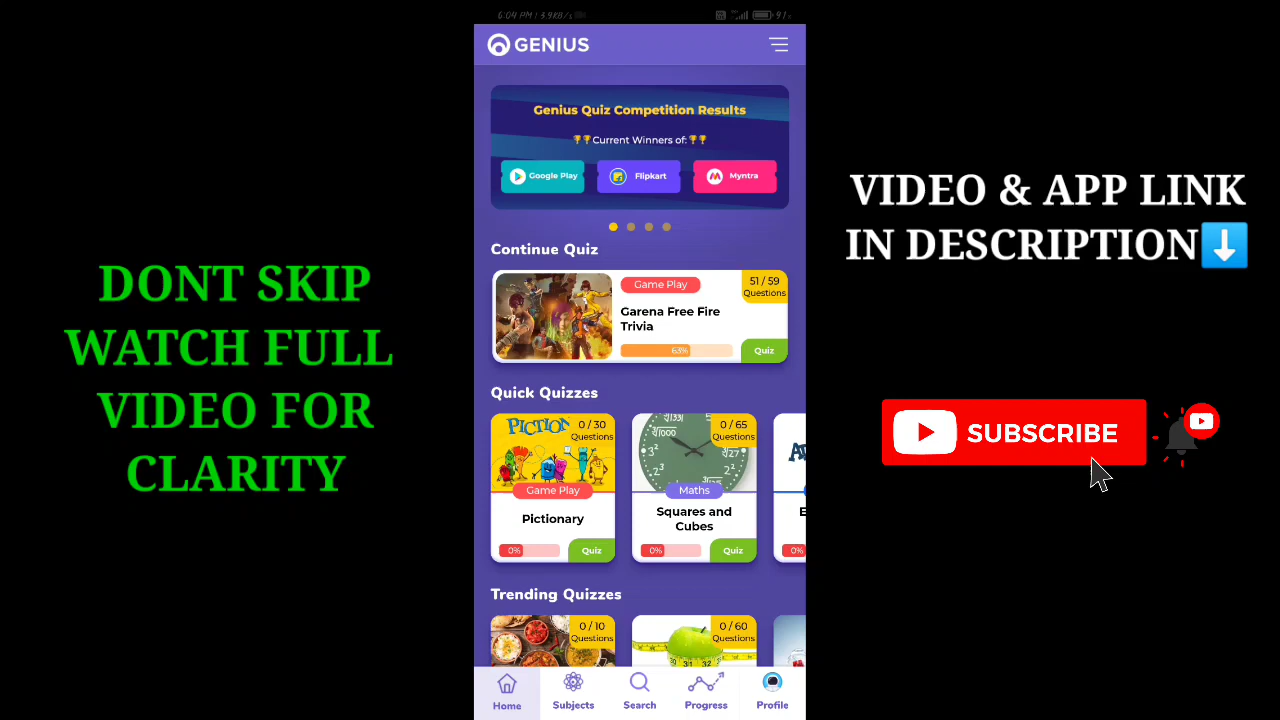 6:04 PM
GENIUS
Genius Quiz Competition Results
🏆🏆Current Winners of:🏆🏆
Google Play
Flipkart
Myntra
Continue Quiz
Game Play
51 / 59
Questions
Garena Free Fire
Trivia
63%
Quiz
Quick Quizzes
0 / 30
Questions
Game Play
Pictionary
0%
Quiz
0 / 65
Questions
Maths
Squares and
Cubes
0%
Quiz
0%
Trending Quizzes
0 / 10
Questions
0 / 60
Questions
Home
Subjects
Search
Progress
Profile
DONT SKIP
WATCH FULL
VIDEO FOR
CLARITY
VIDEO & APP LINK
IN DESCRIPTION⬇️
SUBSCRIBE